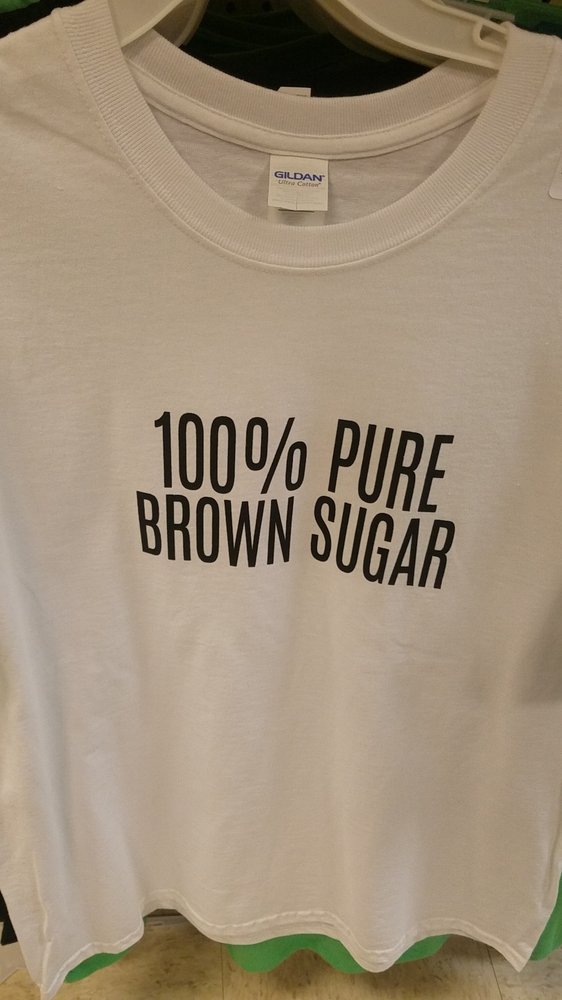 GILDAN
Ultra Cotton
100% PURE
BROWN SUGAR